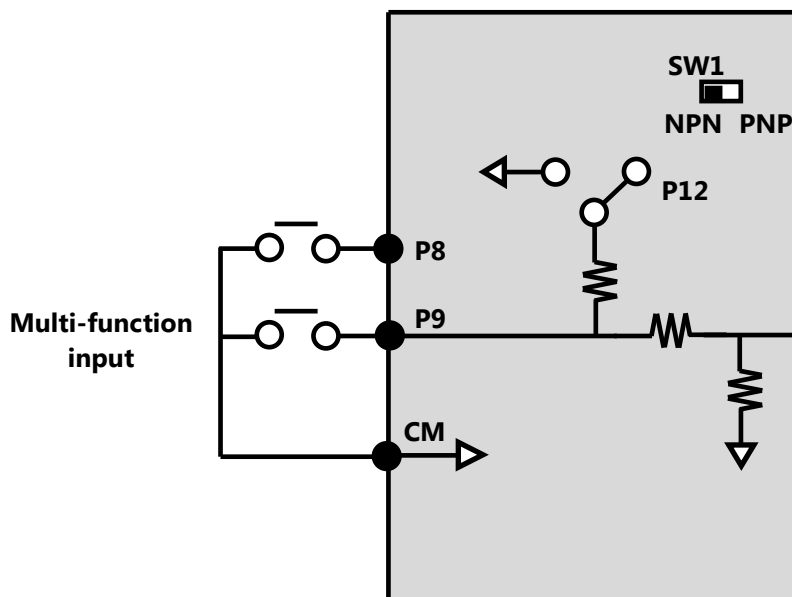 SW1
NPN PNP
P12
P8
P9
Multi-function
input
CM